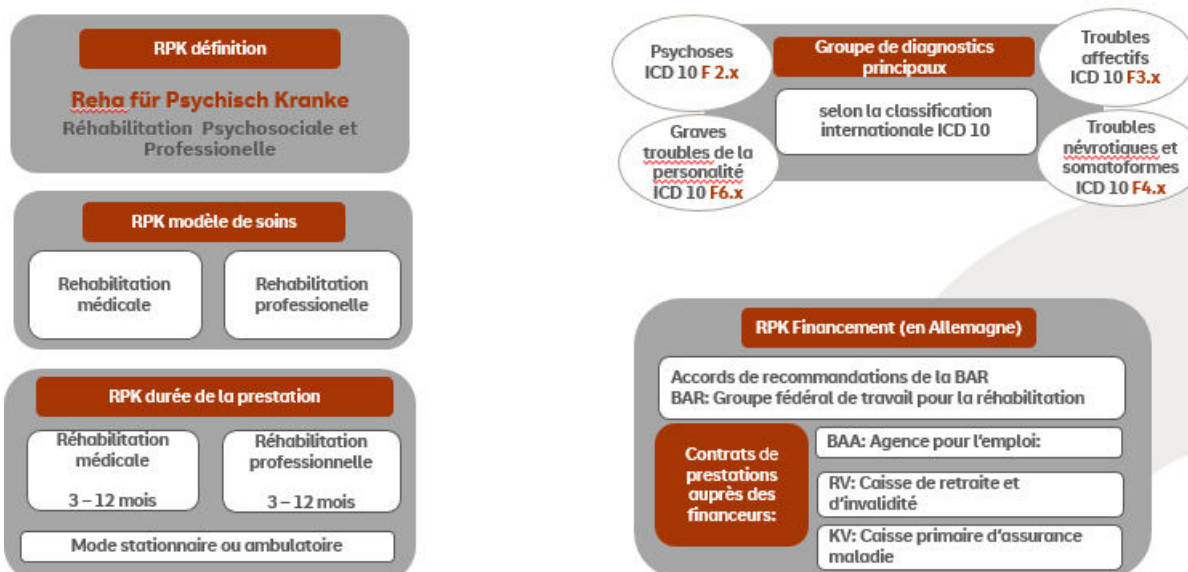 RPK définition
Reha für Psychisch Kranke
Réhabilitation Psychosociale et
Professionelle
RPK modèle de soins
Rehabilitation
médicale
Rehabilitation
professionelle
RPK durée de la prestation
Réhabilitation
médicale
3 – 12 mois
Réhabilitation
professionnelle
3 – 12 mois
Mode stationnaire ou ambulatoire
Psychoses
ICD 10 F 2.x
Groupe de diagnostics
principaux
Troubles
affectifs
ICD 10 F3.x
selon la classification
internationale ICD 10
Graves
troubles de la
personalité
ICD 10 F6.x
Troubles
névrotiques et
somatoformes
ICD 10 F4.x
RPK Financement (en Allemagne)
Accords de recommandations de la BAR
BAR: Groupe fédéral de travail pour la réhabilitation
Contrats de
prestations
auprès des
financeurs:
BAA: Agence pour l'emploi:
RV: Caisse de retraite et
d'invalidité
KV: Caisse primaire d'assurance
maladie